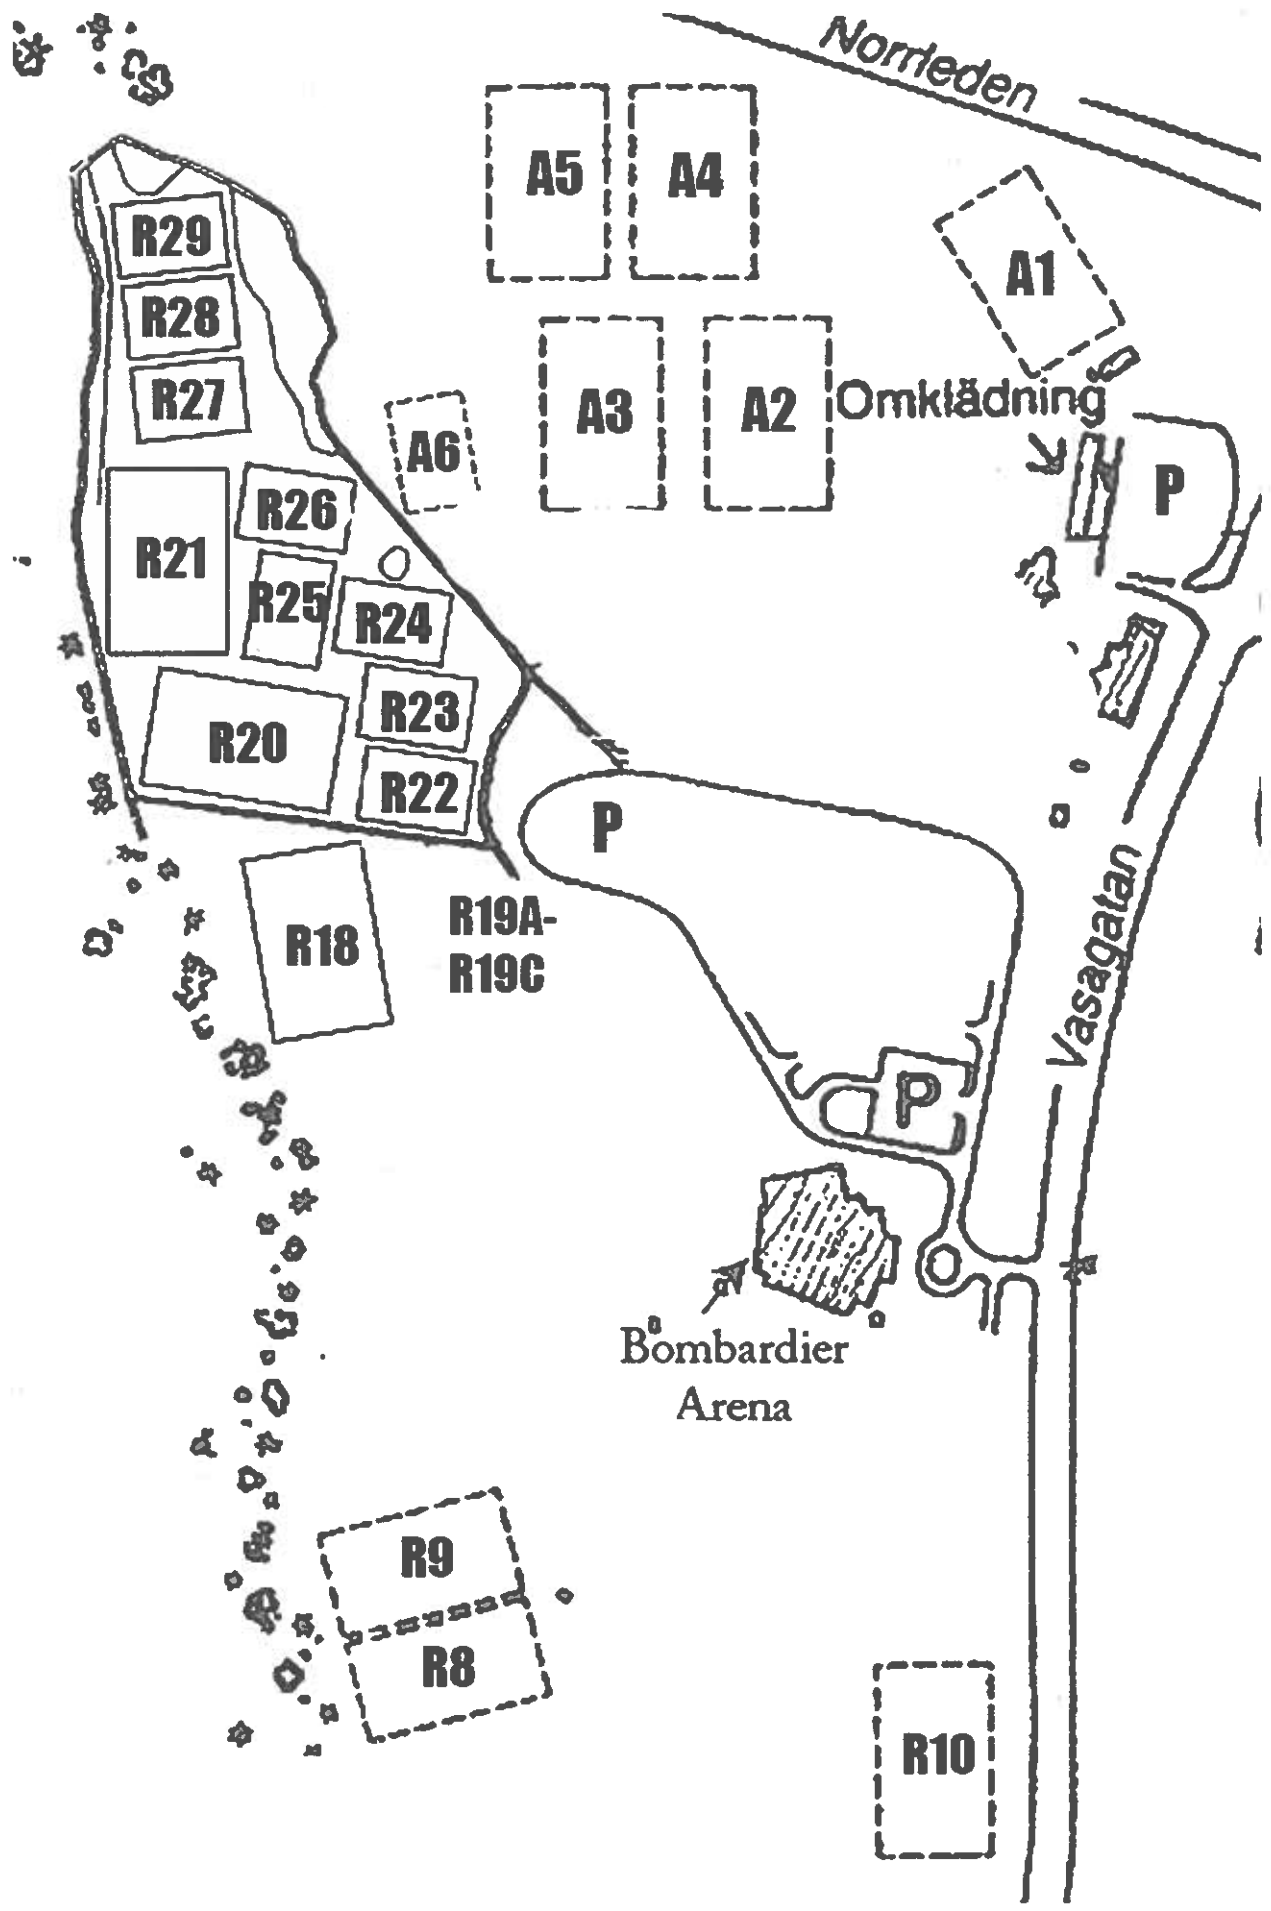 Norrleden
A5
A4
A1
R29
R28
R27
A3
A2
Omklädning
A6
P
R26
R21
R25
R24
R23
R20
R22
P
R18
R19A-
R19C
Vasagatan
P
Bombardier
Arena
R9
R8
R10